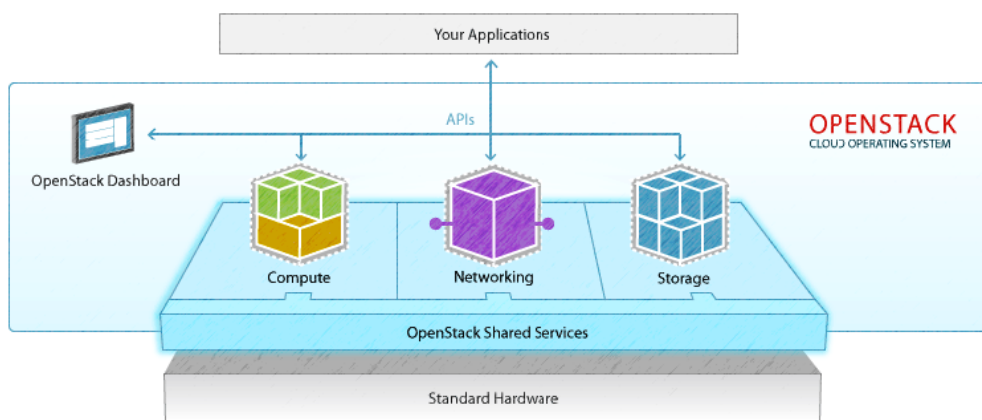 Your Applications
APIs
OPENSTACK
CLOUD OPERATING SYSTEM
OpenStack Dashboard
Compute
Networking
Storage
OpenStack Shared Services
Standard Hardware